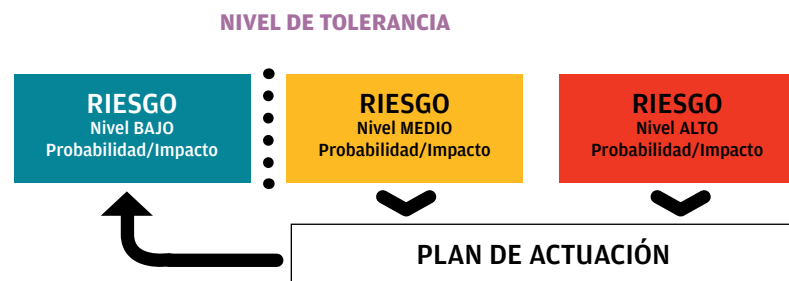 NIVEL DE TOLERANCIA
RIESGO
Nivel BAJO
Probabilidad/Impacto
RIESGO
Nivel MEDIO
Probabilidad/Impacto
RIESGO
Nivel ALTO
Probabilidad/Impacto
PLAN DE ACTUACIÓN